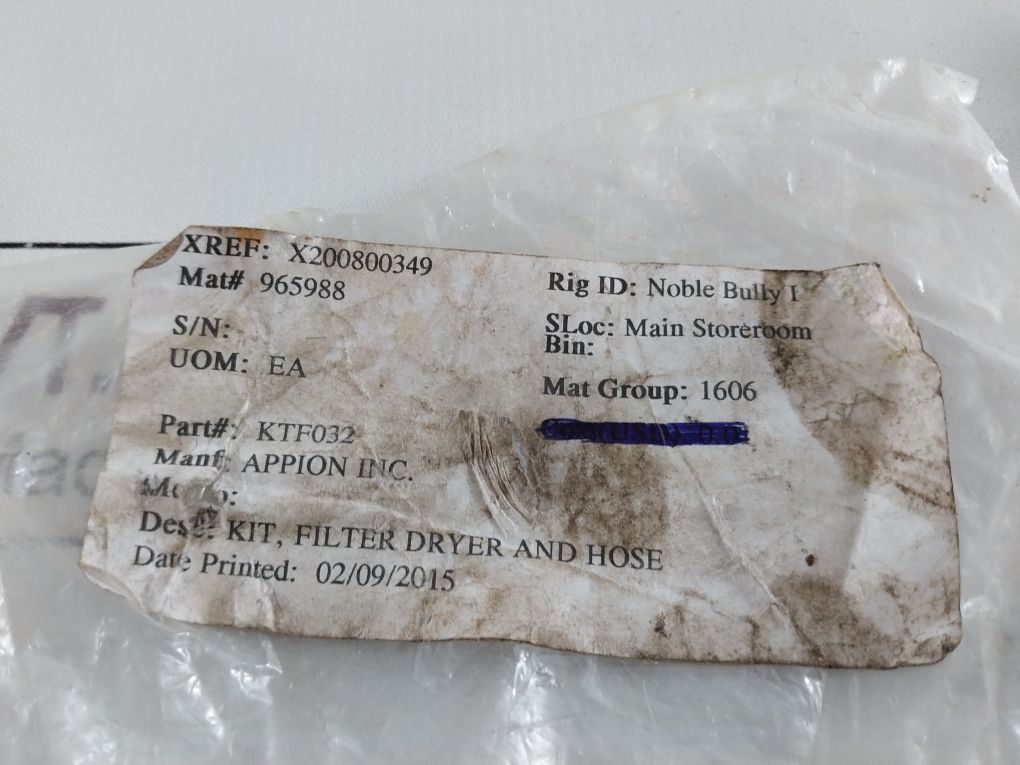 XREF: X200800349
Mat# 965988
Rig ID: Noble Bully I
S/N:
SLoc: Main Storeroom
Bin:
UOM: EA
Mat Group: 1606
Part#: KTF032
Manf: APPION INC.
Desc: KIT, FILTER DRYER AND HOSE
Date Printed: 02/09/2015